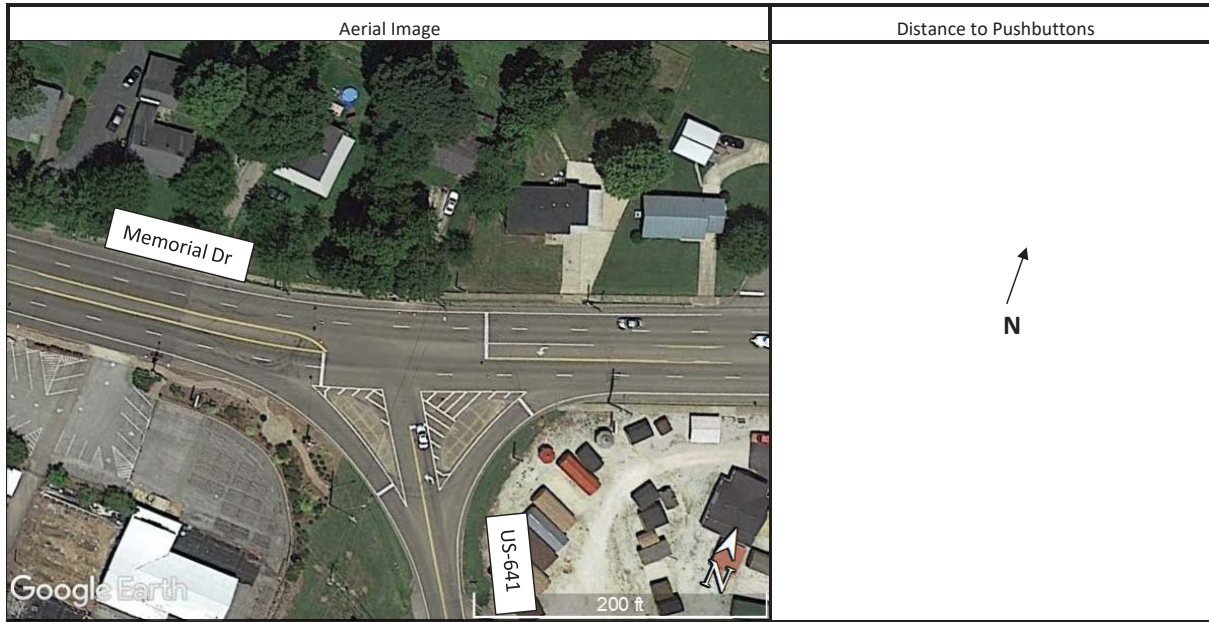 Aerial Image
Distance to Pushbuttons
Memorial Dr
N
US-641
N
Google Earth
200 ft